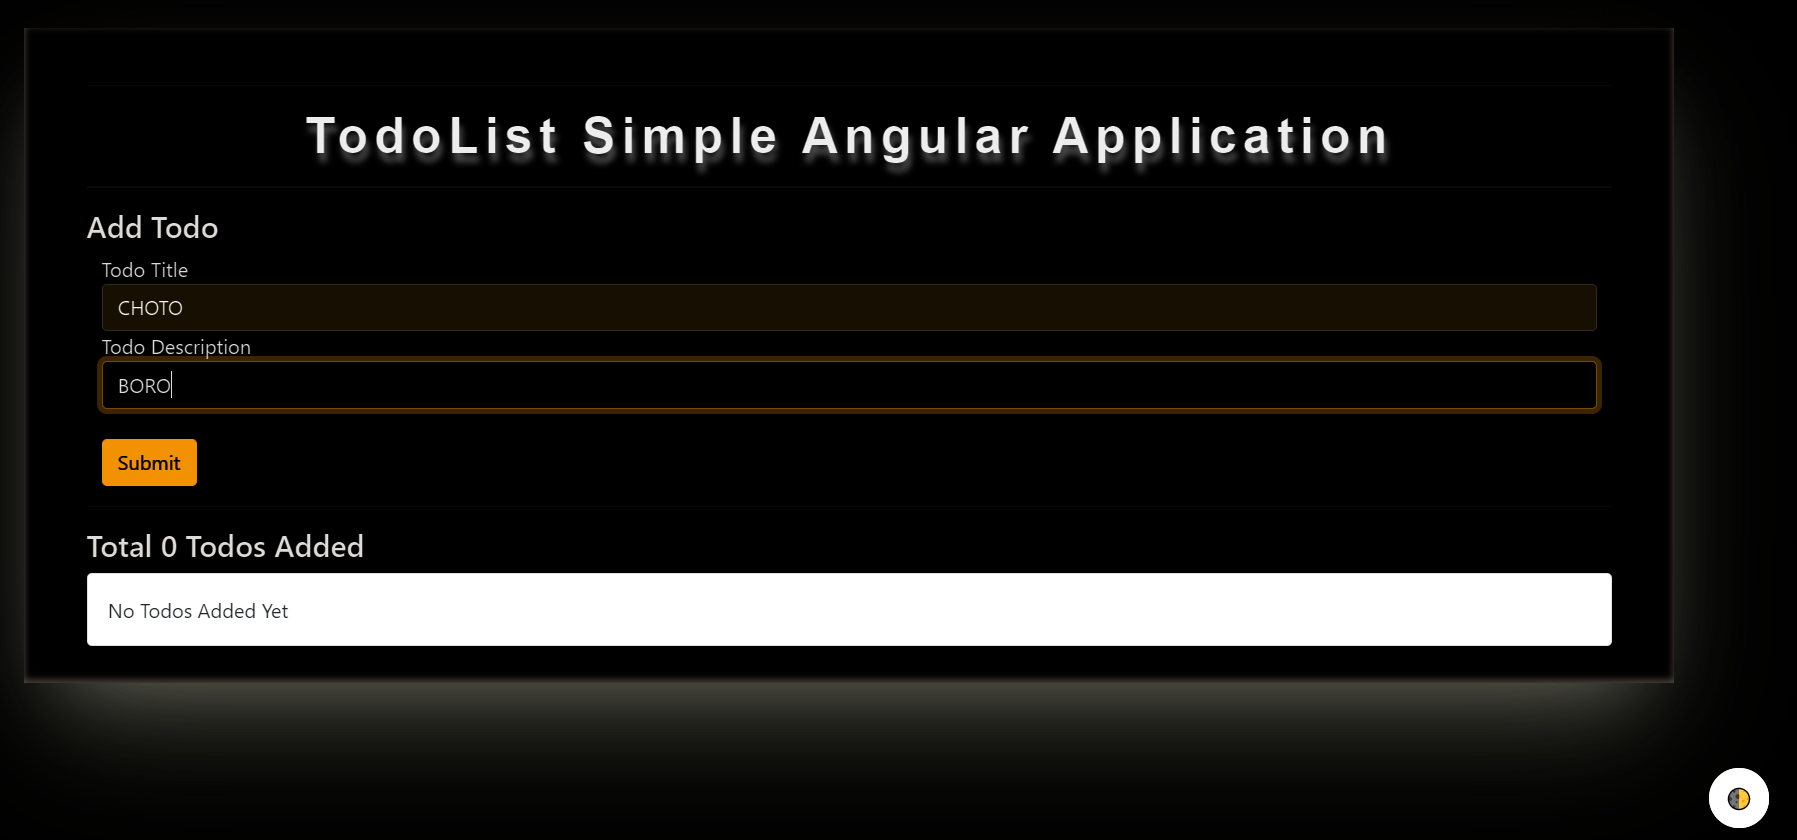 TodoList Simple Angular Application
Add Todo
Todo Title
CHOTO
Todo Description
BORO
Submit
Total 0 Todos Added
No Todos Added Yet